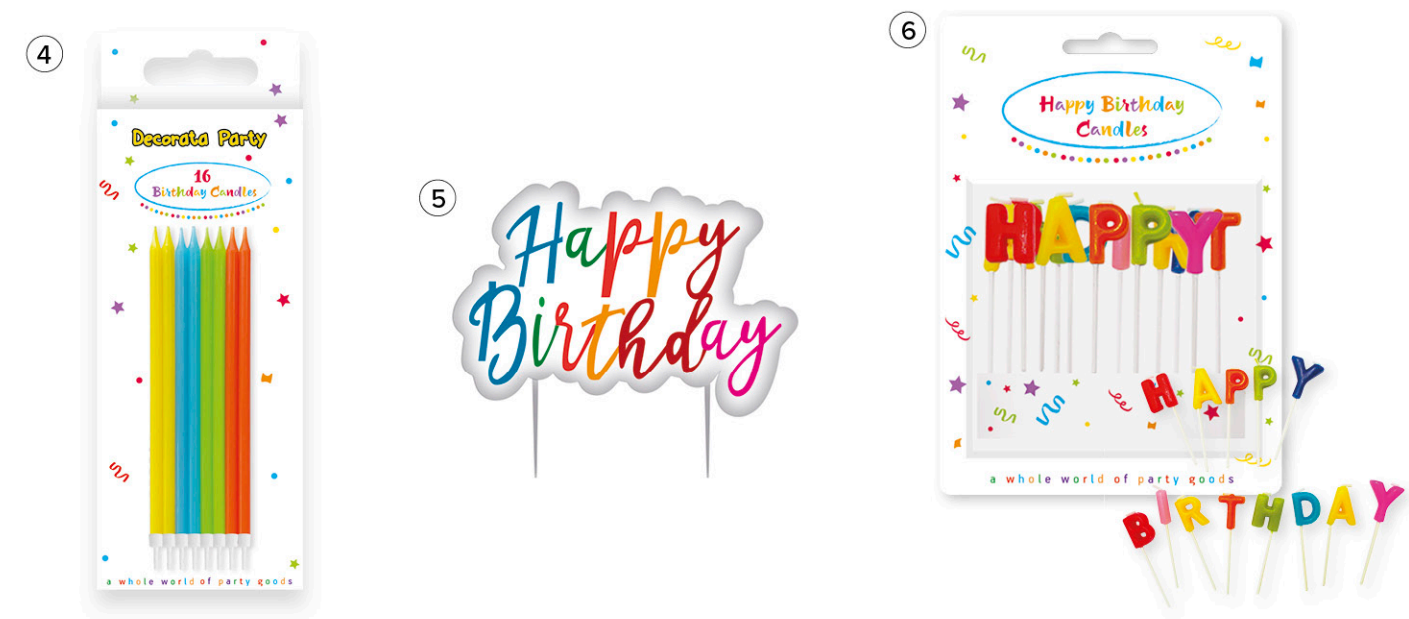 4
Decorata Party
16
Birthday Candles
a whole world of party goods
5
Happy
Birthday
6
Happy Birthday
Candles
HAPPY
a whole world of party goods
HAPPY
BIRTHDAY